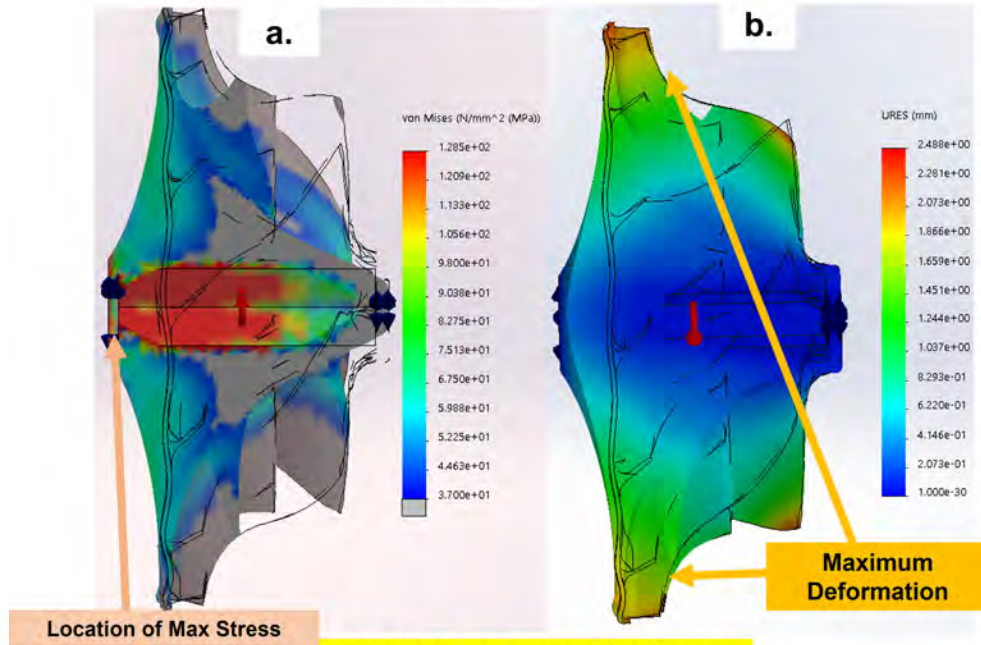 a.
von Mises (N/mm^2 (MPa))
1.285e+02
1.209e+02
1.133e+02
1.056e+02
9.800e+01
9.038e+01
8.275e+01
7.513e+01
6.750e+01
5.988e+01
5.225e+01
4.463e+01
3.700e+01
Location of Max Stress
b.
URES (mm)
2.488e+00
2.281e+00
2.073e+00
1.866e+00
1.659e+00
1.451e+00
1.244e+00
1.037e+00
8.293e-01
6.220e-01
4.146e-01
2.073e-01
1.000e-30
Maximum
Deformation